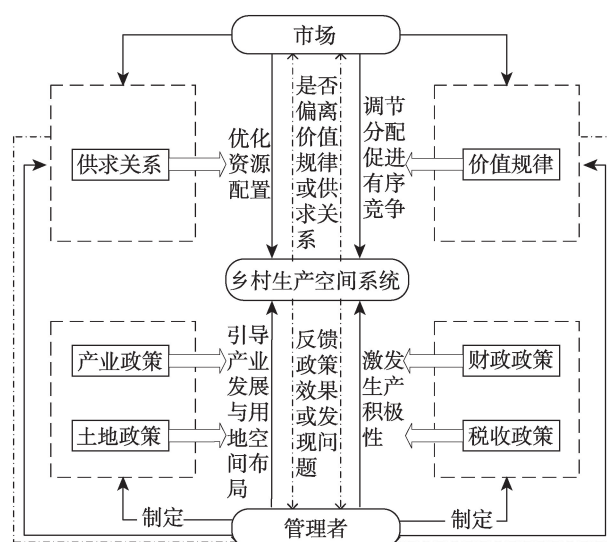 市场
是否
偏离
价值
规律
或供
求关
系
优化
资源
配置
调节
分配
促进
有序
竞争
供求关系
价值规律
乡村生产空间系统
引导
产业
发展
与用
地空
间布
局
反馈
政策
效果
或发
现问
题
激发
生产
积极
性
产业政策
财政政策
土地政策
税收政策
制定
管理者
制定